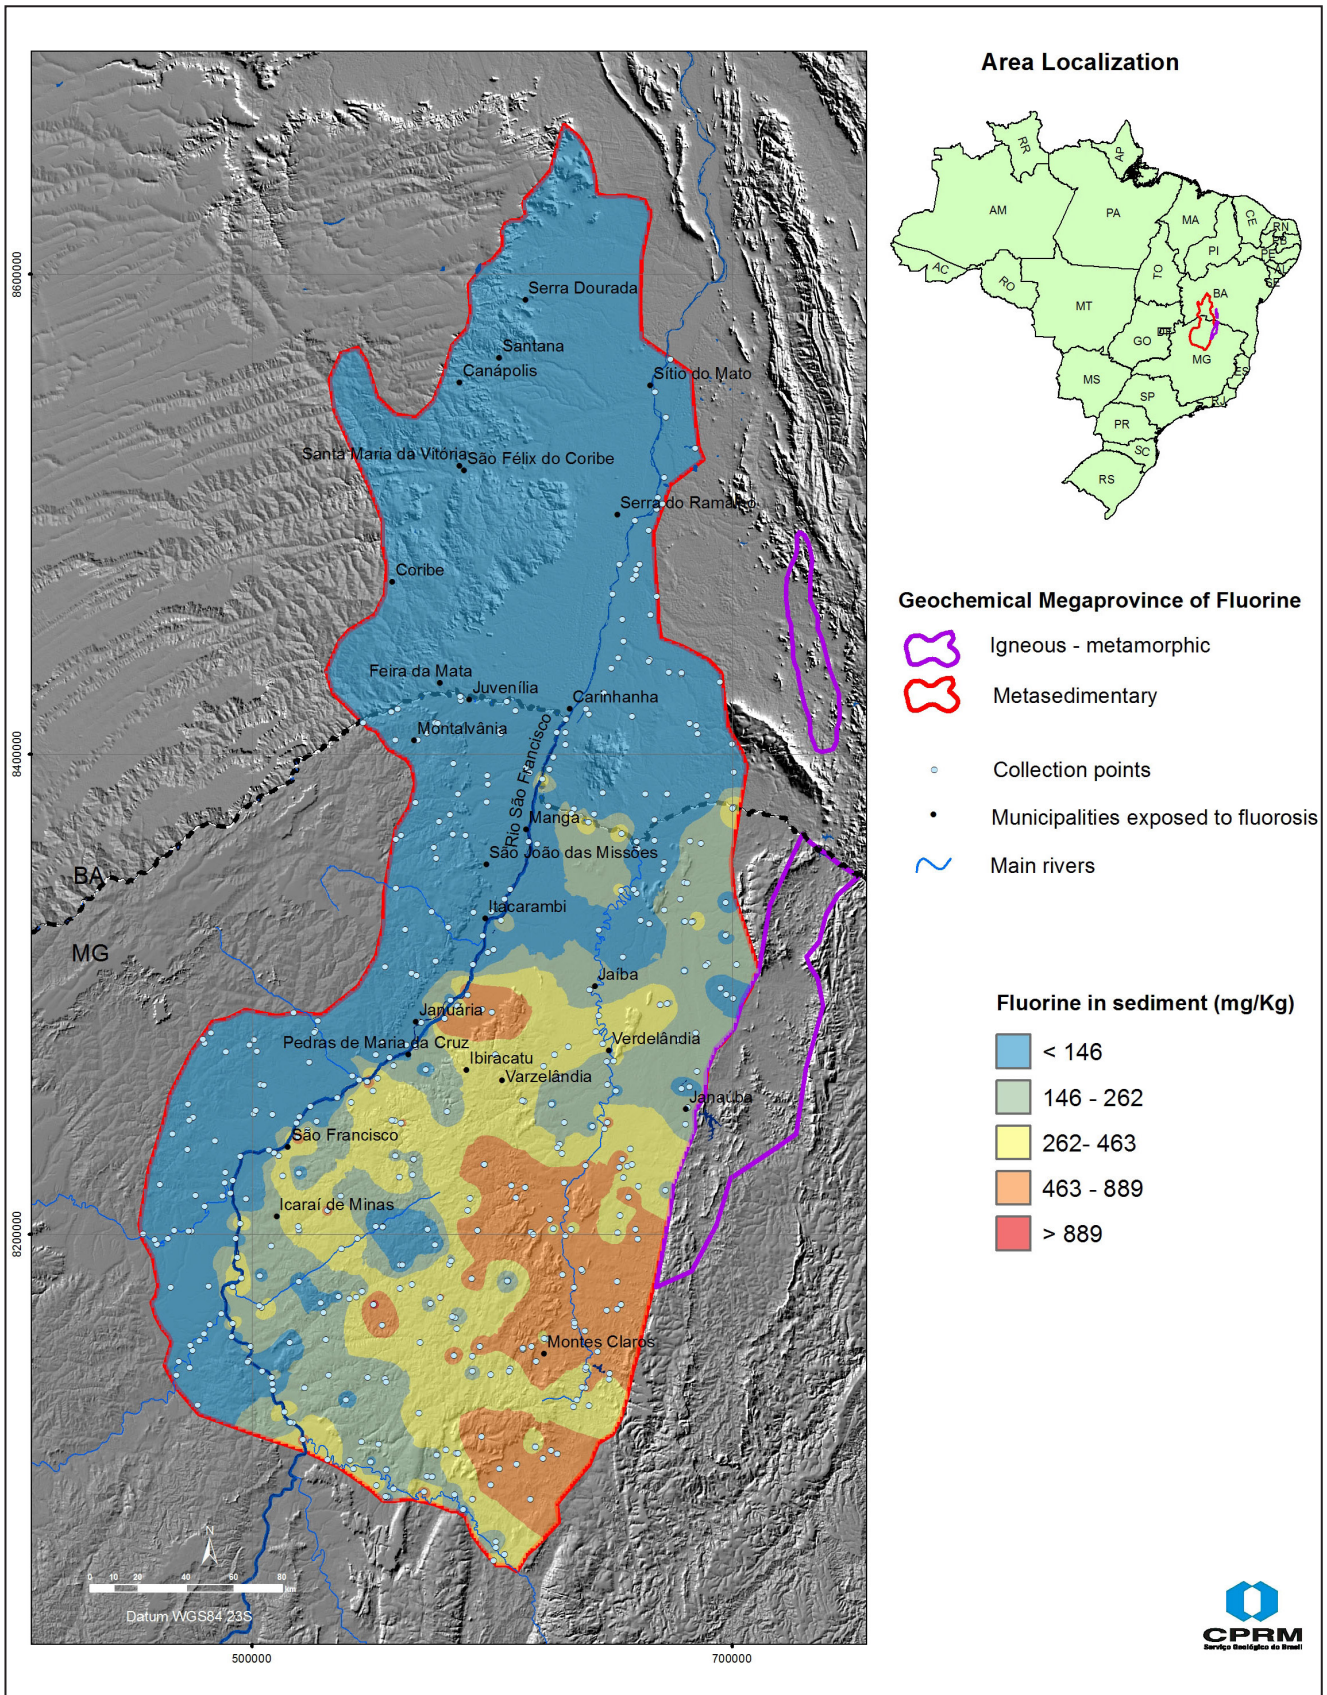 Area Localization
RR
AP
AM
PA
MA
CE
RN
PB
PI
PE
AL
SE
AC
RO
TO
BA
MT
DF
GO
MG
ES
MS
SP
RJ
PR
SC
RS
8600000
8400000
8200000
500000
700000
Serra Dourada
Santana
Canápolis
Sítio do Mato
Santa Maria da Vitória
São Félix do Coribe
Serra do Ramalho
Coribe
Feira da Mata
Juvenília
Carinhanha
Montalvânia
Rio São Francisco
Manga
São João das Missões
BA
Itacarambi
MG
Jaíba
Januária
Pedras de Maria da Cruz
Verdelândia
Ibiracatu
Varzelândia
Janaúba
São Francisco
Icaraí de Minas
Montes Claros
N
0 10 20 40 60 80
km
Datum WGS84 23S
Geochemical Megaprovince of Fluorine
Igneous - metamorphic
Metasedimentary
Collection points
Municipalities exposed to fluorosis
Main rivers
Fluorine in sediment (mg/Kg)
< 146
146 - 262
262- 463
463 - 889
> 889
CPRM
Serviço Geológico do Brasil